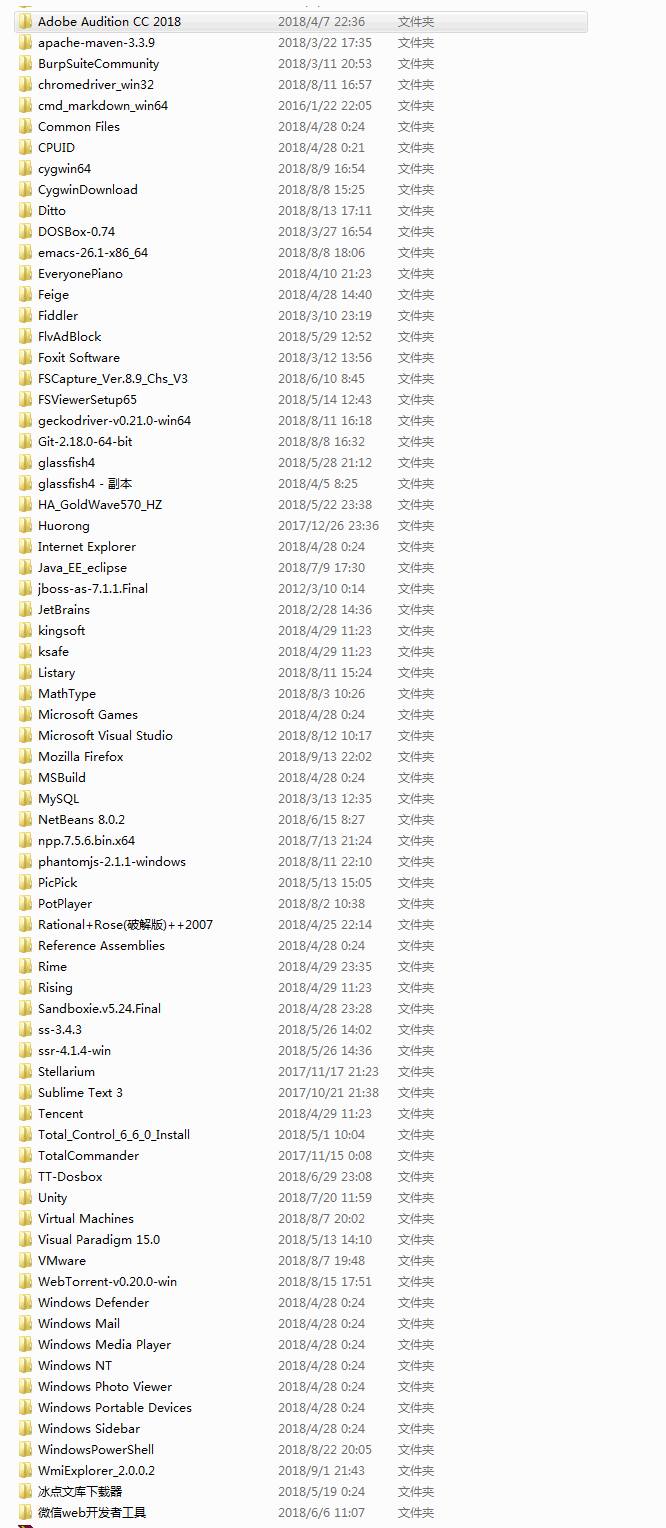 Adobe Audition CC 2018 2018/4/7 22:36 文件夹
apache-maven-3.3.9 2018/3/22 17:35 文件夹
BurpSuiteCommunity 2018/3/11 20:53 文件夹
chromedriver_win32 2018/8/11 16:57 文件夹
cmd_markdown_win64 2016/1/22 22:05 文件夹
Common Files 2018/4/28 0:24 文件夹
CPUID 2018/4/28 0:21 文件夹
cygwin64 2018/8/9 16:54 文件夹
CygwinDownload 2018/8/8 15:25 文件夹
Ditto 2018/8/13 17:11 文件夹
DOSBox-0.74 2018/3/27 16:54 文件夹
emacs-26.1-x86_64 2018/8/8 18:06 文件夹
EveryonePiano 2018/4/10 21:23 文件夹
Feige 2018/4/28 14:40 文件夹
Fiddler 2018/3/10 23:19 文件夹
FlvAdBlock 2018/5/29 12:52 文件夹
Foxit Software 2018/3/12 13:56 文件夹
FSCapture_Ver.8.9_Chs_V3 2018/6/10 8:45 文件夹
FSViewerSetup65 2018/5/14 12:43 文件夹
geckodriver-v0.21.0-win64 2018/8/11 16:18 文件夹
Git-2.18.0-64-bit 2018/8/8 16:32 文件夹
glassfish4 2018/5/28 21:12 文件夹
glassfish4 - 副本 2018/4/5 8:25 文件夹
HA_GoldWave570_HZ 2018/5/22 23:38 文件夹
Huorong 2017/12/26 23:36 文件夹
Internet Explorer 2018/4/28 0:24 文件夹
Java_EE_eclipse 2018/7/9 17:30 文件夹
jboss-as-7.1.1.Final 2012/3/10 0:14 文件夹
JetBrains 2018/2/28 14:36 文件夹
kingsoft 2018/4/29 11:23 文件夹
ksafe 2018/4/29 11:23 文件夹
Listary 2018/8/11 15:24 文件夹
MathType 2018/8/3 10:26 文件夹
Microsoft Games 2018/4/28 0:24 文件夹
Microsoft Visual Studio 2018/8/12 10:17 文件夹
Mozilla Firefox 2018/9/13 22:02 文件夹
MSBuild 2018/4/28 0:24 文件夹
MySQL 2018/3/13 12:35 文件夹
NetBeans 8.0.2 2018/6/15 8:27 文件夹
npp.7.5.6.bin.x64 2018/7/13 21:24 文件夹
phantomjs-2.1.1-windows 2018/8/11 22:10 文件夹
PicPick 2018/5/13 15:05 文件夹
PotPlayer 2018/8/2 10:38 文件夹
Rational+Rose(破解版)++2007 2018/4/25 22:14 文件夹
Reference Assemblies 2018/4/28 0:24 文件夹
Rime 2018/4/29 23:35 文件夹
Rising 2018/4/29 11:23 文件夹
Sandboxie.v5.24.Final 2018/4/28 23:28 文件夹
ss-3.4.3 2018/5/26 14:02 文件夹
ssr-4.1.4-win 2018/5/26 14:36 文件夹
Stellarium 2017/11/17 21:23 文件夹
Sublime Text 3 2017/10/21 21:38 文件夹
Tencent 2018/4/29 11:23 文件夹
Total_Control_6_6_0_Install 2018/5/1 10:04 文件夹
TotalCommander 2017/11/15 0:08 文件夹
TT-Dosbox 2018/6/29 23:08 文件夹
Unity 2018/7/20 11:59 文件夹
Virtual Machines 2018/8/7 20:02 文件夹
Visual Paradigm 15.0 2018/5/13 14:10 文件夹
VMware 2018/8/7 19:48 文件夹
WebTorrent-v0.20.0-win 2018/8/15 17:51 文件夹
Windows Defender 2018/4/28 0:24 文件夹
Windows Mail 2018/4/28 0:24 文件夹
Windows Media Player 2018/4/28 0:24 文件夹
Windows NT 2018/4/28 0:24 文件夹
Windows Photo Viewer 2018/4/28 0:24 文件夹
Windows Portable Devices 2018/4/28 0:24 文件夹
Windows Sidebar 2018/4/28 0:24 文件夹
WindowsPowerShell 2018/8/22 20:05 文件夹
WmiExplorer_2.0.0.2 2018/9/1 21:43 文件夹
冰点文库下载器 2018/5/19 0:24 文件夹
微信web开发者工具 2018/6/6 11:07 文件夹